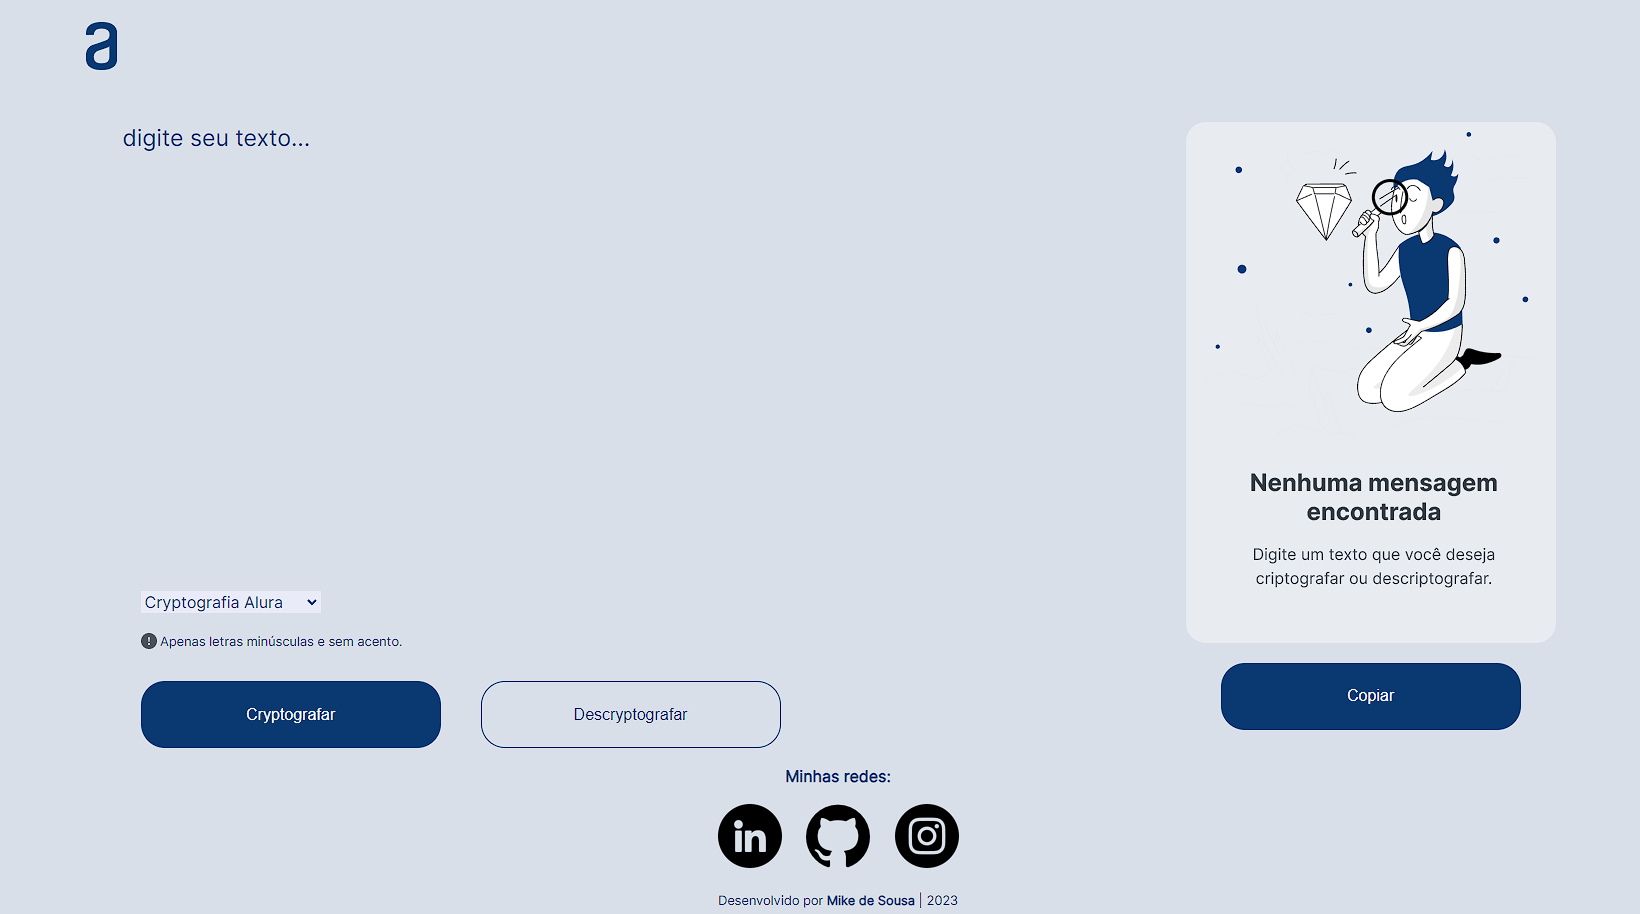 a
digite seu texto...
Nenhuma mensagem
encontrada
Digite um texto que você deseja
criptografar ou descriptografar.
Cryptografia Alura
Apenas letras minúsculas e sem acento.
Cryptografar
Descryptografar
Copiar
Minhas redes:
in
Desenvolvido por Mike de Sousa | 2023